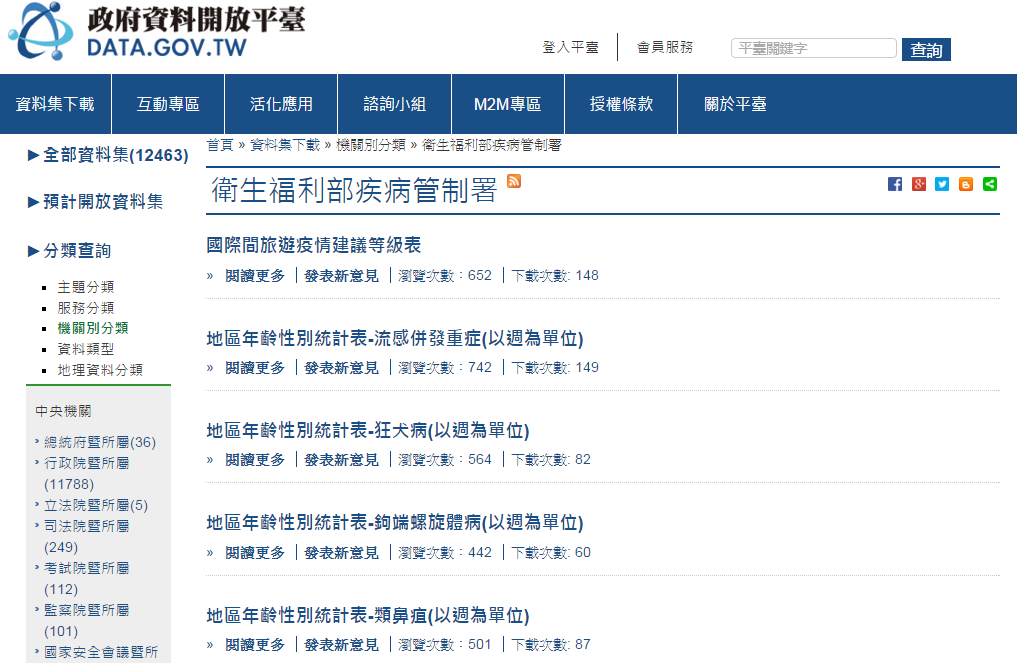 政府資料開放平臺
DATA.GOV.TW
登入平臺 會員服務 平臺關鍵字 查詢
資料集下載 互動專區 活化應用 諮詢小組 M2M專區 授權條款 關於平臺
▶全部資料集(12463)
▶預計開放資料集
▶分類查詢
主題分類
服務分類
機關別分類
資料類型
地理資料分類
中央機關
總統府暨所屬(36)
行政院暨所屬
(11788)
立法院暨所屬(5)
司法院暨所屬
(249)
考試院暨所屬
(112)
監察院暨所屬
(101)
國家安全會議暨所
首頁 » 資料集下載 » 機關別分類 » 衛生福利部疾病管制署
衛生福利部疾病管制署
國際間旅遊疫情建議等級表
» 閱讀更多 | 發表新意見 | 瀏覽次數：652 | 下載次數: 148
地區年齡性別統計表-流感併發重症(以週為單位)
» 閱讀更多 | 發表新意見 | 瀏覽次數：742 | 下載次數: 149
地區年齡性別統計表-狂犬病(以週為單位)
» 閱讀更多 | 發表新意見 | 瀏覽次數：564 | 下載次數: 82
地區年齡性別統計表-鉤端螺旋體病(以週為單位)
» 閱讀更多 | 發表新意見 | 瀏覽次數：442 | 下載次數: 60
地區年齡性別統計表-類鼻疽(以週為單位)
» 閱讀更多 | 發表新意見 | 瀏覽次數：501 | 下載次數: 87